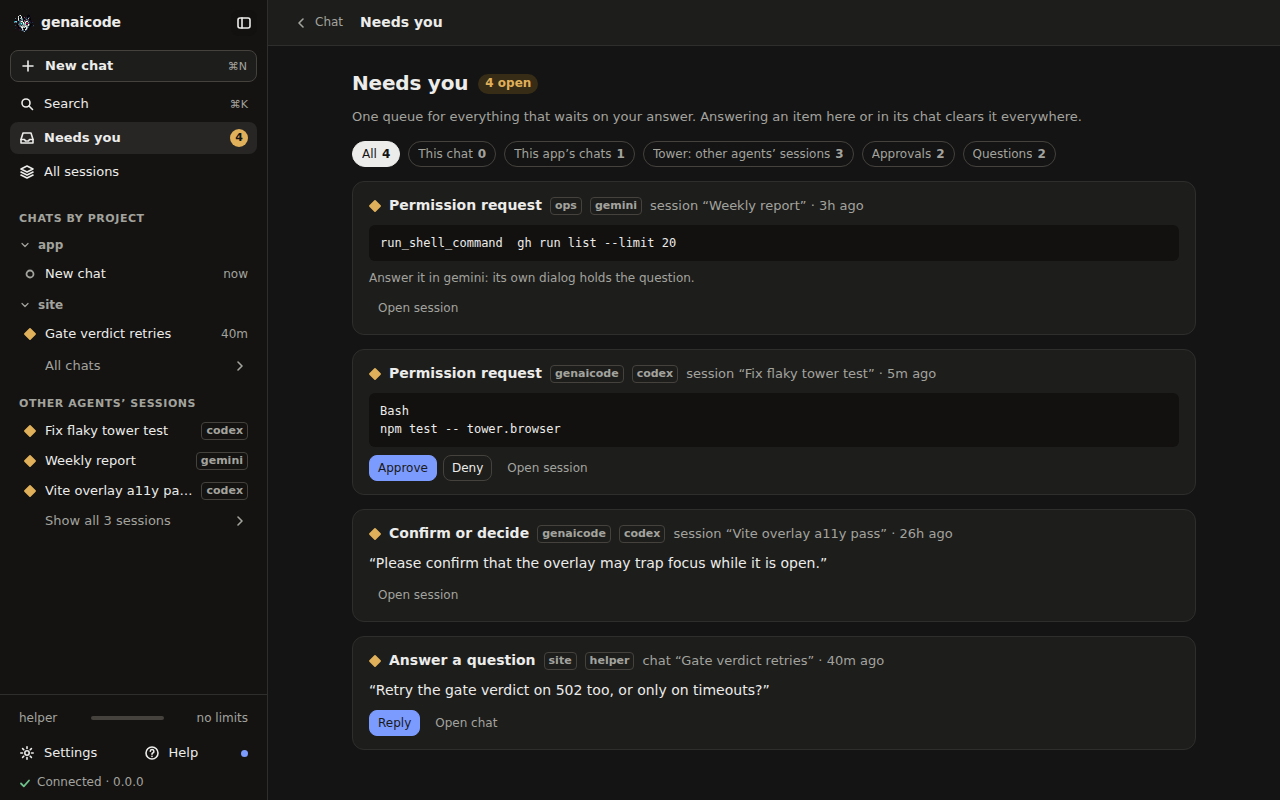 genaicode
New chat ⌘N
Search ⌘K
Needs you 4
All sessions
CHATS BY PROJECT
app
New chat now
site
Gate verdict retries 40m
All chats
OTHER AGENTS’ SESSIONS
Fix flaky tower test codex
Weekly report gemini
Vite overlay a11y pa… codex
Show all 3 sessions
helper no limits
Settings Help
Connected · 0.0.0
Chat Needs you
Needs you 4 open
One queue for everything that waits on your answer. Answering an item here or in its chat clears it everywhere.
All 4 This chat 0 This app’s chats 1 Tower: other agents’ sessions 3 Approvals 2 Questions 2
Permission request ops gemini session “Weekly report” · 3h ago
run_shell_command  gh run list --limit 20
Answer it in gemini: its own dialog holds the question.
Open session
Permission request genaicode codex session “Fix flaky tower test” · 5m ago
Bash
npm test -- tower.browser
Approve Deny Open session
Confirm or decide genaicode codex session “Vite overlay a11y pass” · 26h ago
“Please confirm that the overlay may trap focus while it is open.”
Open session
Answer a question site helper chat “Gate verdict retries” · 40m ago
“Retry the gate verdict on 502 too, or only on timeouts?”
Reply Open chat